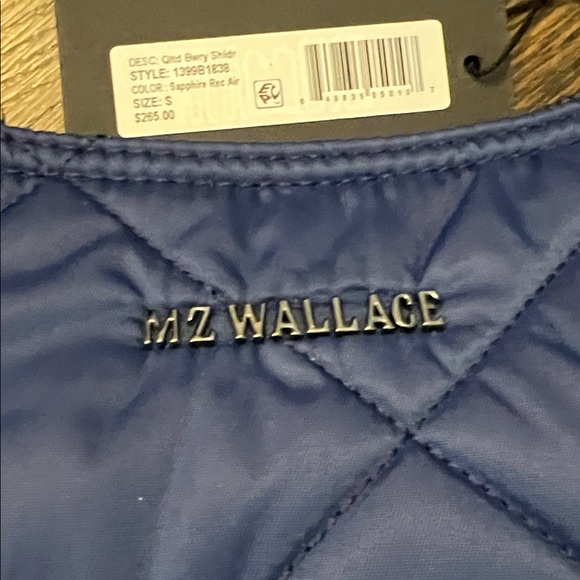 DESC: Qltd Bwry Shldr
STYLE: 1399B1838
COLOR: Sapphire Rec Air
SIZE: S
$265.00
MZ WALLACE